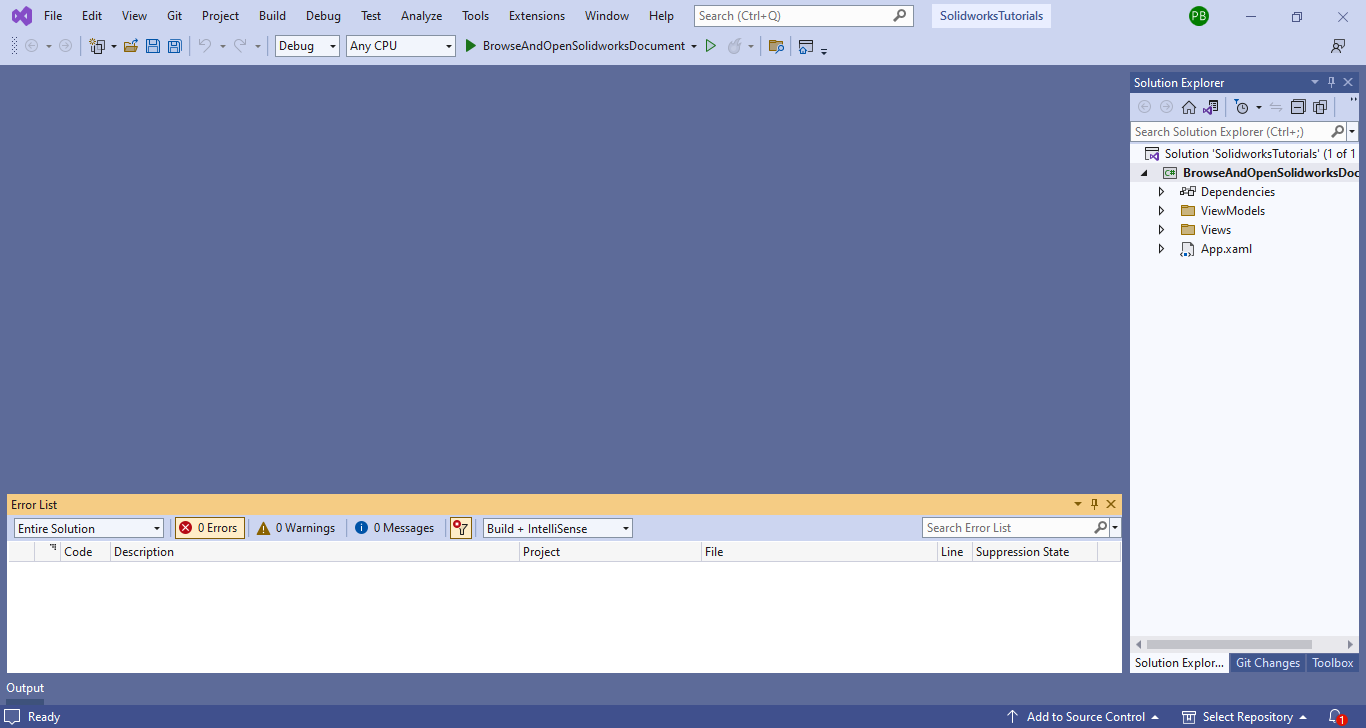 File Edit View Git Project Build Debug Test Analyze Tools Extensions Window Help Search (Ctrl+Q) SolidworksTutorials PB
Debug Any CPU BrowseAndOpenSolidworksDocument
Solution Explorer
Search Solution Explorer (Ctrl+;)
Solution 'SolidworksTutorials' (1 of 1
C# BrowseAndOpenSolidworksDoc
Dependencies
ViewModels
Views
App.xaml
Error List
Entire Solution 0 Errors 0 Warnings 0 Messages Build + IntelliSense Search Error List
Code Description Project File Line Suppression State
Solution Explor... Git Changes Toolbox
Output
Ready Add to Source Control Select Repository 1